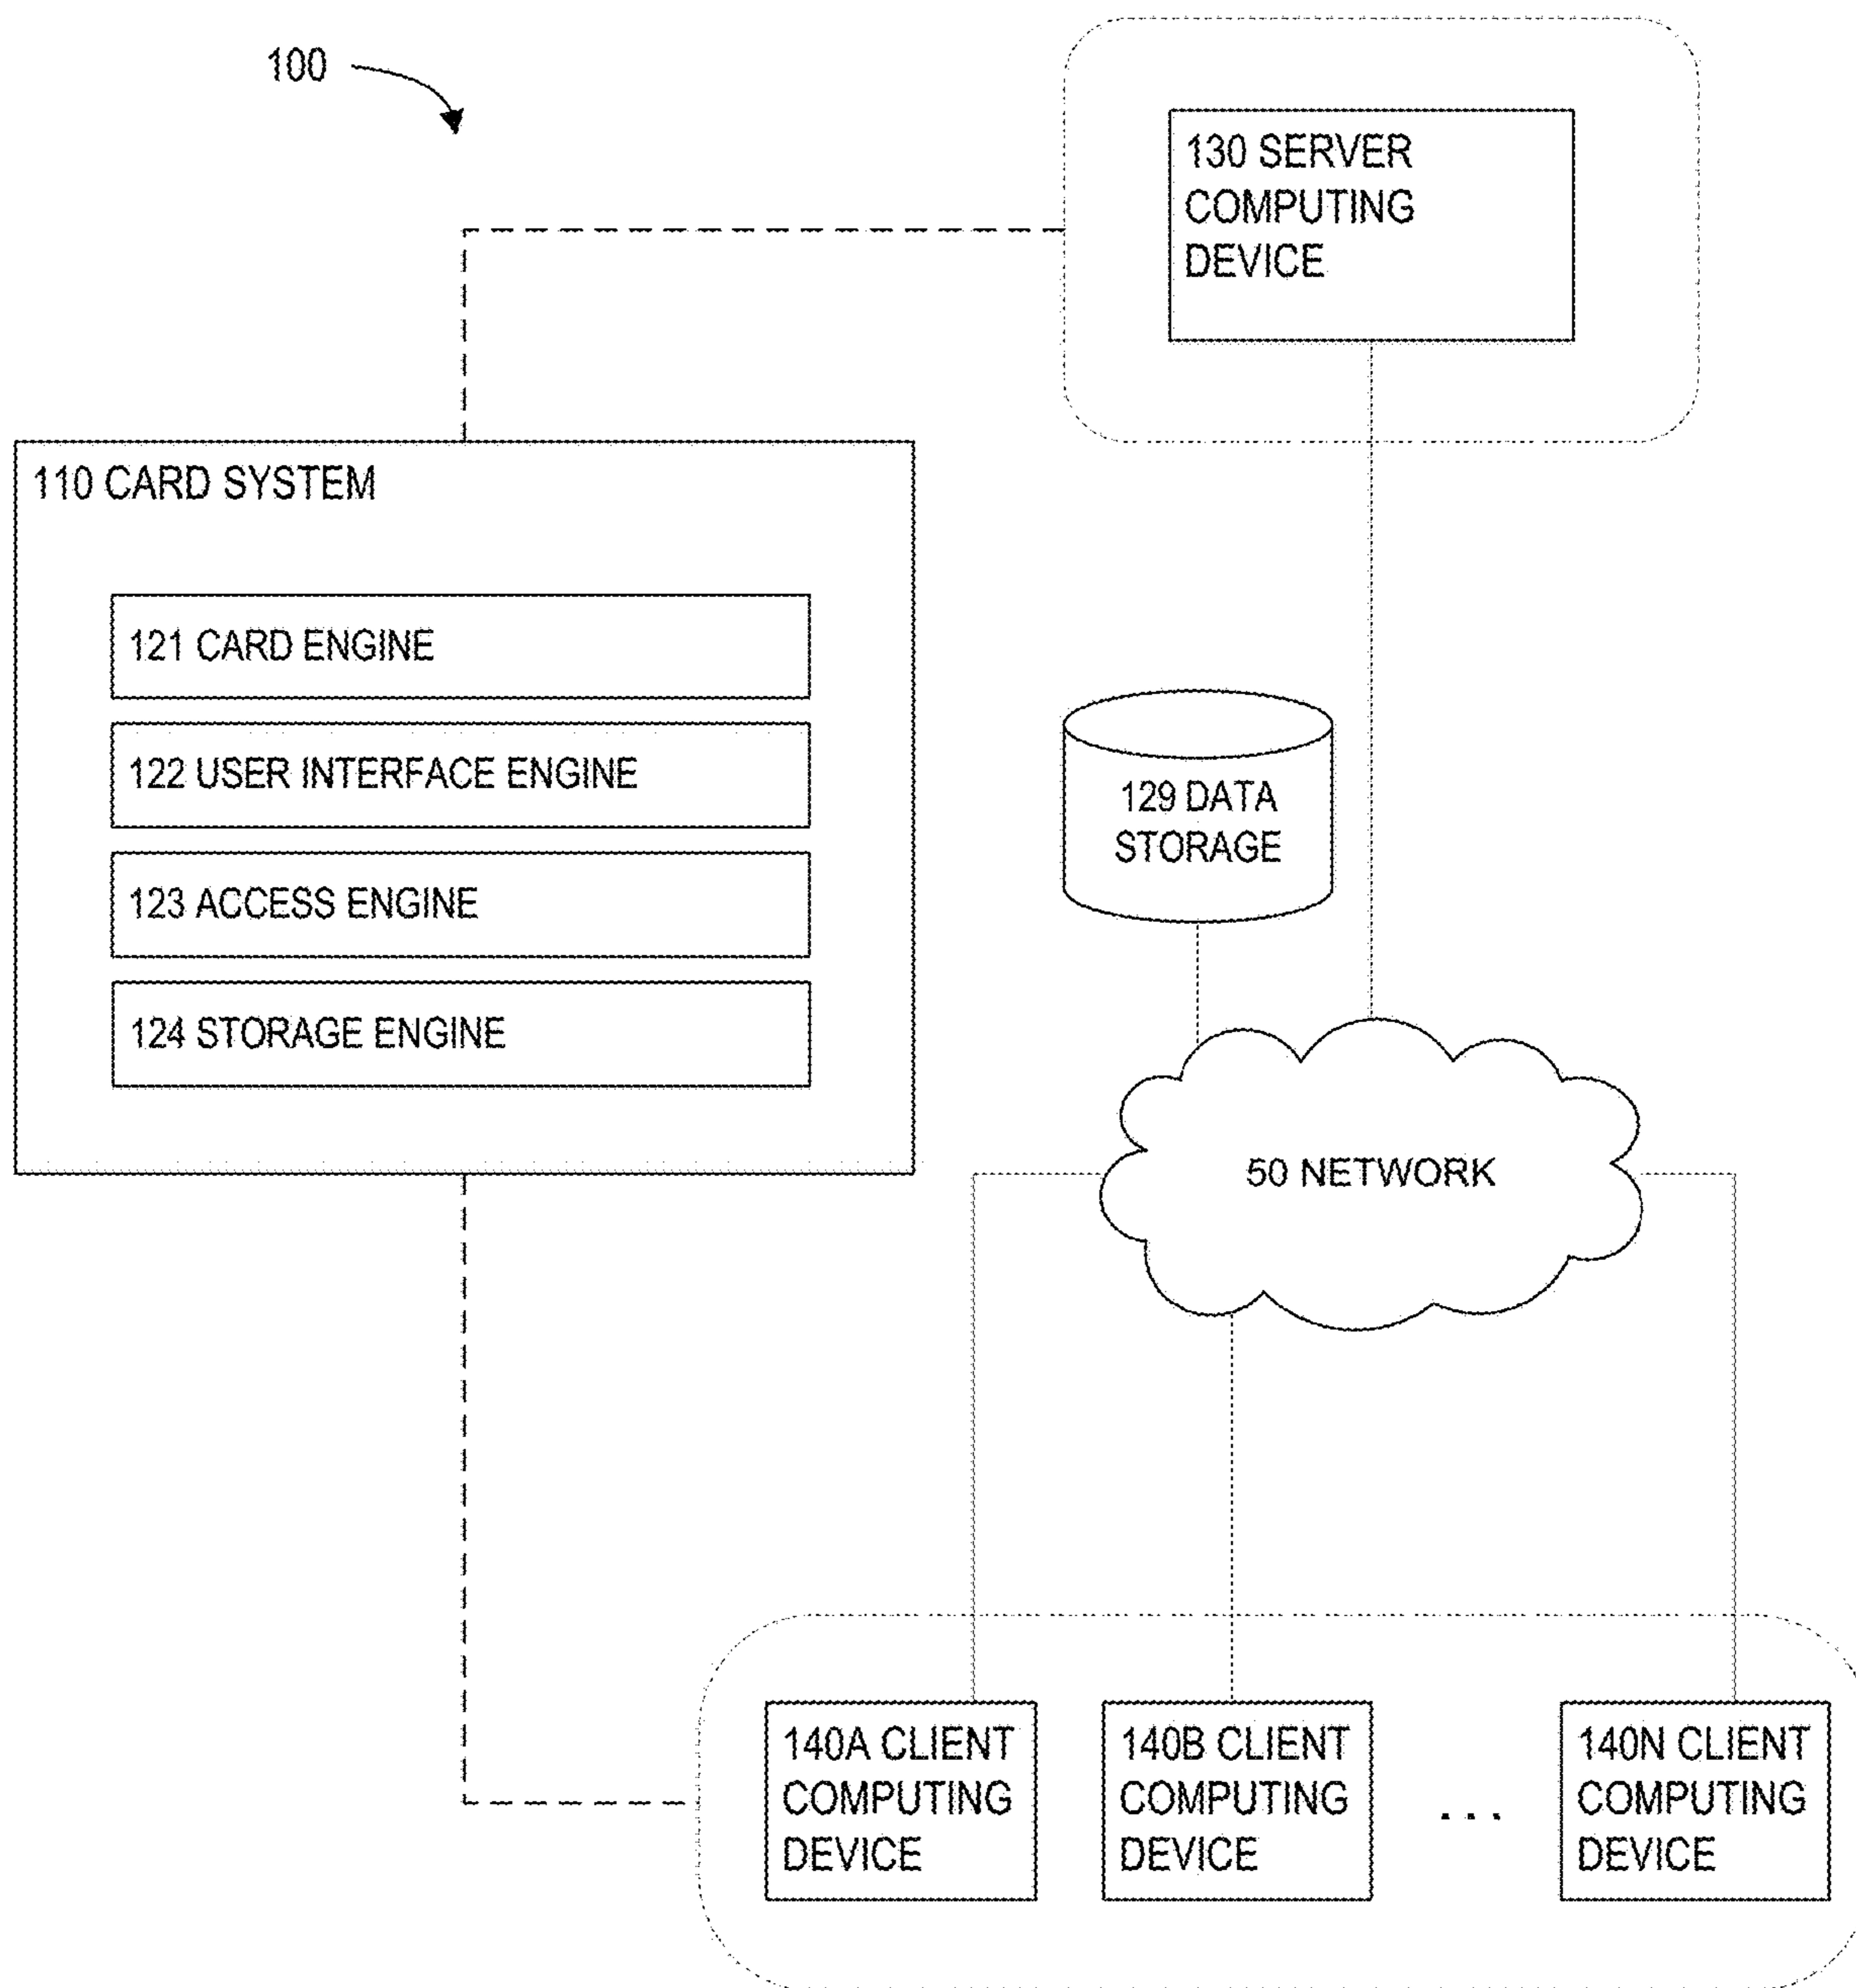 100
130 SERVER
COMPUTING
DEVICE
110 CARD SYSTEM
121 CARD ENGINE
122 USER INTERFACE ENGINE
123 ACCESS ENGINE
124 STORAGE ENGINE
129 DATA
STORAGE
50 NETWORK
140A CLIENT
COMPUTING
DEVICE
140B CLIENT
COMPUTING
DEVICE
...
140N CLIENT
COMPUTING
DEVICE